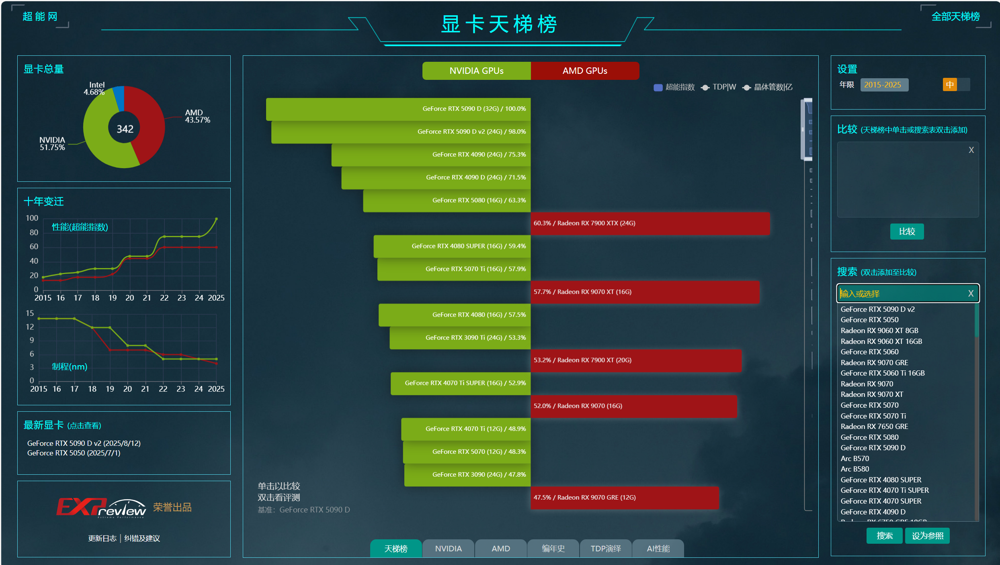 超能网
显卡天梯榜
全部天梯榜
显卡总量
Intel
4.68%
AMD
43.57%
342
NVIDIA
51.75%
十年变迁
性能(超能指数)
100
80
60
40
20
0
2015 16 17 18 19 20 21 22 23 24 2025
15
12
9
6
3
0
制程(nm)
2015 16 17 18 19 20 21 22 23 24 2025
最新显卡 (点击查看)
GeForce RTX 5090 D v2 (2025/8/12)
GeForce RTX 5050 (2025/7/1)
EXPreview 荣誉出品
Extreme Performance
更新日志 | 纠错及建议
NVIDIA GPUs AMD GPUs
超能指数 TDP|W 晶体管数|亿
GeForce RTX 5090 D (32G) / 100.0%
GeForce RTX 5090 D v2 (24G) / 98.0%
GeForce RTX 4090 (24G) / 75.3%
GeForce RTX 4090 D (24G) / 71.5%
GeForce RTX 5080 (16G) / 63.3%
60.3% / Radeon RX 7900 XTX (24G)
GeForce RTX 4080 SUPER (16G) / 59.4%
GeForce RTX 5070 Ti (16G) / 57.9%
57.7% / Radeon RX 9070 XT (16G)
GeForce RTX 4080 (16G) / 57.5%
GeForce RTX 3090 Ti (24G) / 53.3%
53.2% / Radeon RX 7900 XT (20G)
GeForce RTX 4070 Ti SUPER (16G) / 52.9%
52.0% / Radeon RX 9070 (16G)
GeForce RTX 4070 Ti (12G) / 48.9%
GeForce RTX 5070 (12G) / 48.3%
GeForce RTX 3090 (24G) / 47.8%
47.5% / Radeon RX 9070 GRE (12G)
单击以比较
双击看评测
基准：GeForce RTX 5090 D
天梯榜 NVIDIA AMD 编年史 TDP演绎 AI性能
设置
年限 2015-2025 中
比较 (天梯榜中单击或搜索表双击添加)
X
比较
搜索 (双击添加至比较)
输入或选择 X
GeForce RTX 5090 D v2
GeForce RTX 5050
Radeon RX 9060 XT 8GB
Radeon RX 9060 XT 16GB
GeForce RTX 5060
Radeon RX 9070 GRE
GeForce RTX 5060 Ti 16GB
Radeon RX 9070
Radeon RX 9070 XT
GeForce RTX 5070
GeForce RTX 5070 Ti
Radeon RX 7650 GRE
GeForce RTX 5080
GeForce RTX 5090 D
Arc B570
Arc B580
GeForce RTX 4080 SUPER
GeForce RTX 4070 Ti SUPER
GeForce RTX 4070 SUPER
GeForce RTX 4090 D
搜索 设为参照